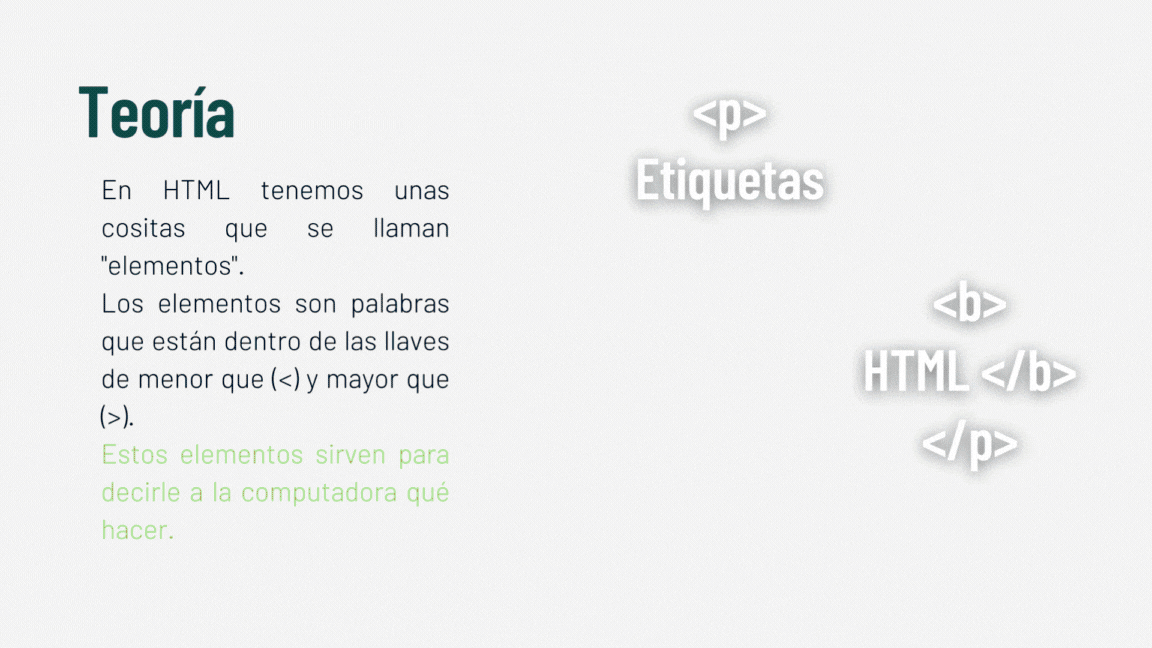 Teoría
En HTML tenemos unas
cositas que se llaman
"elementos".
Los elementos son palabras
que están dentro de las llaves
de menor que (<) y mayor que
(>).
Estos elementos sirven para
decirle a la computadora qué
hacer.
<p>
Etiquetas
<b>
HTML </b>
</p>